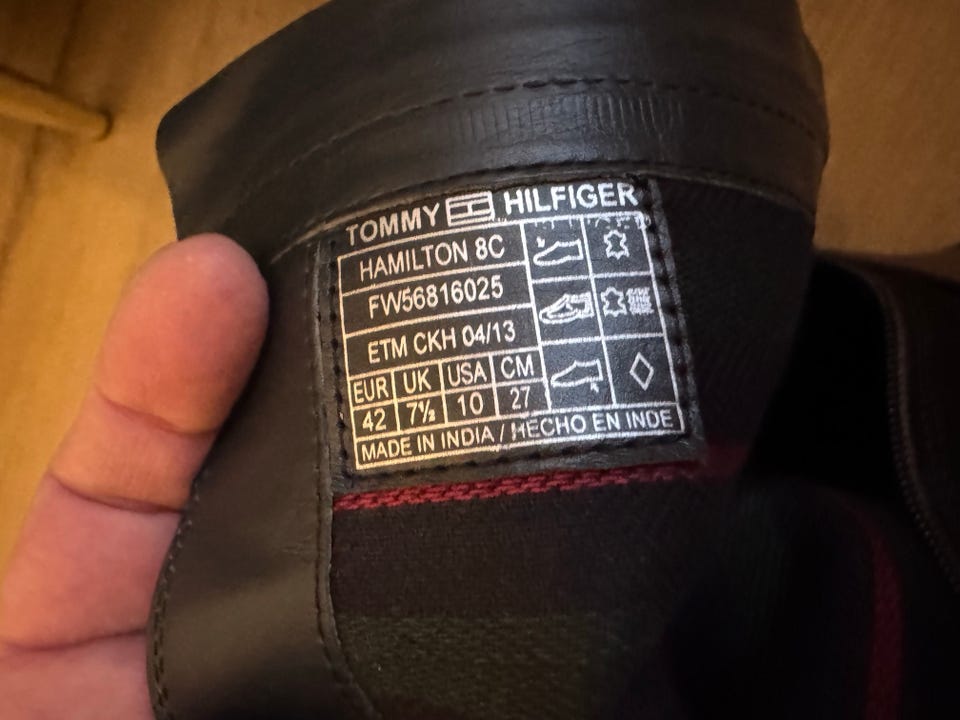 TOMMY HILFIGER
HAMILTON 8C
FW56816025
ETM CKH 04/13
EUR UK USA CM
42 7½ 10 27
MADE IN INDIA / HECHO EN INDE